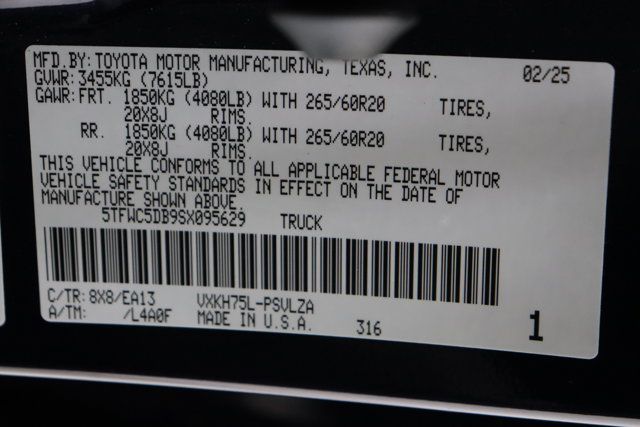 MFD.BY: TOYOTA MOTOR MANUFACTURING, TEXAS, INC. 02/25
GVWR: 3455KG (7615LB)
GAWR: FRT. 1850KG (4080LB) WITH 265/60R20 TIRES,
20X8J RIMS.
RR. 1850KG (4080LB) WITH 265/60R20 TIRES,
20X8J RIMS.
THIS VEHICLE CONFORMS TO ALL APPLICABLE FEDERAL MOTOR
VEHICLE SAFETY STANDARDS IN EFFECT ON THE DATE OF
MANUFACTURE SHOWN ABOVE.
5TFWC5DB9SX095629 TRUCK
C/TR: 8X8/EA13 VXKH75L-PSVLZA
A/TM: /L4A0F MADE IN U.S.A. 316 1